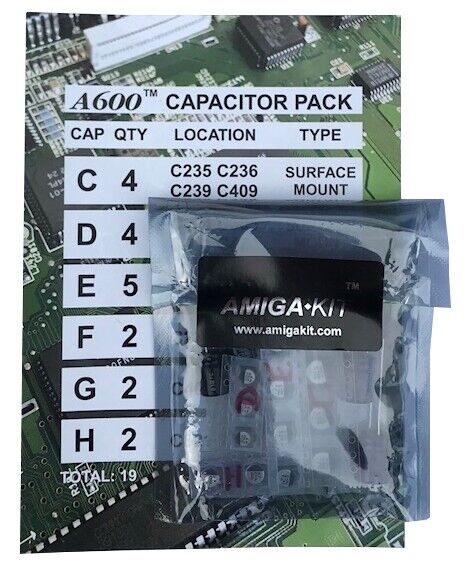 A600™ CAPACITOR PACK
CAP QTY LOCATION TYPE
C 4 C235 C236 C239 C409 SURFACE MOUNT
D 4
E 5
F 2
G 2 C
H 2 C
TOTAL: 19
AMIGA KIT™
www.amigakit.com
E
C
H